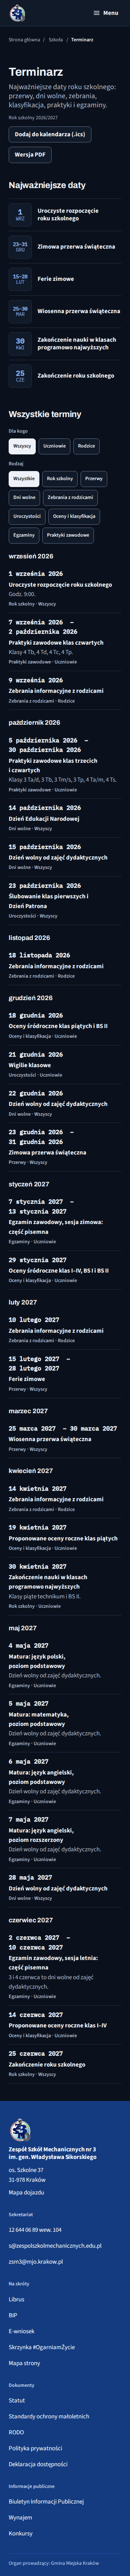 Menu
Strona główna / Szkoła / Terminarz
Terminarz
Najważniejsze daty roku szkolnego:
przerwy, dni wolne, zebrania,
klasyfikacja, praktyki i egzaminy.
Rok szkolny 2026/2027
Dodaj do kalendarza (.ics)
Wersja PDF
Najważniejsze daty
1
WRZ
Uroczyste rozpoczęcie
roku szkolnego
23–31
GRU
Zimowa przerwa świąteczna
15–28
LUT
Ferie zimowe
25–30
MAR
Wiosenna przerwa świąteczna
30
KWI
Zakończenie nauki w klasach
programowo najwyższych
25
CZE
Zakończenie roku szkolnego
Wszystkie terminy
Dla kogo
Wszyscy
Uczniowie
Rodzice
Rodzaj
Wszystkie
Rok szkolny
Przerwy
Dni wolne
Zebrania z rodzicami
Uroczystości
Oceny i klasyfikacja
Egzaminy
Praktyki zawodowe
wrzesień 2026
1 września 2026
Uroczyste rozpoczęcie roku szkolnego
Godz. 9:00.
Rok szkolny · Wszyscy
7 września 2026 –
2 października 2026
Praktyki zawodowe klas czwartych
Klasy 4 Tb, 4 Td, 4 Tc, 4 Tp.
Praktyki zawodowe · Uczniowie
9 września 2026
Zebrania informacyjne z rodzicami
Zebrania z rodzicami · Rodzice
październik 2026
5 października 2026 –
30 października 2026
Praktyki zawodowe klas trzecich
i czwartych
Klasy 3 Ta/d, 3 Tb, 3 Tm/s, 3 Tp, 4 Ta/m, 4 Ts.
Praktyki zawodowe · Uczniowie
14 października 2026
Dzień Edukacji Narodowej
Dni wolne · Wszyscy
15 października 2026
Dzień wolny od zajęć dydaktycznych
Dni wolne · Wszyscy
23 października 2026
Ślubowanie klas pierwszych i
Dzień Patrona
Uroczystości · Wszyscy
listopad 2026
18 listopada 2026
Zebrania informacyjne z rodzicami
Zebrania z rodzicami · Rodzice
grudzień 2026
18 grudnia 2026
Oceny śródroczne klas piątych i BS II
Oceny i klasyfikacja · Uczniowie
21 grudnia 2026
Wigilie klasowe
Uroczystości · Uczniowie
22 grudnia 2026
Dzień wolny od zajęć dydaktycznych
Dni wolne · Wszyscy
23 grudnia 2026 –
31 grudnia 2026
Zimowa przerwa świąteczna
Przerwy · Wszyscy
styczeń 2027
7 stycznia 2027 –
13 stycznia 2027
Egzamin zawodowy, sesja zimowa:
część pisemna
Egzaminy · Uczniowie
29 stycznia 2027
Oceny śródroczne klas I–IV, BS I i BS II
Oceny i klasyfikacja · Uczniowie
luty 2027
10 lutego 2027
Zebrania informacyjne z rodzicami
Zebrania z rodzicami · Rodzice
15 lutego 2027 –
28 lutego 2027
Ferie zimowe
Przerwy · Wszyscy
marzec 2027
25 marca 2027 – 30 marca 2027
Wiosenna przerwa świąteczna
Przerwy · Wszyscy
kwiecień 2027
14 kwietnia 2027
Zebrania informacyjne z rodzicami
Zebrania z rodzicami · Rodzice
19 kwietnia 2027
Proponowane oceny roczne klas piątych
Oceny i klasyfikacja · Uczniowie
30 kwietnia 2027
Zakończenie nauki w klasach
programowo najwyższych
Klasy piąte technikum i BS II.
Rok szkolny · Uczniowie
maj 2027
4 maja 2027
Matura: język polski,
poziom podstawowy
Dzień wolny od zajęć dydaktycznych.
Egzaminy · Uczniowie
5 maja 2027
Matura: matematyka,
poziom podstawowy
Dzień wolny od zajęć dydaktycznych.
Egzaminy · Uczniowie
6 maja 2027
Matura: język angielski,
poziom podstawowy
Dzień wolny od zajęć dydaktycznych.
Egzaminy · Uczniowie
7 maja 2027
Matura: język angielski,
poziom rozszerzony
Dzień wolny od zajęć dydaktycznych.
Egzaminy · Uczniowie
28 maja 2027
Dzień wolny od zajęć dydaktycznych
Dni wolne · Wszyscy
czerwiec 2027
2 czerwca 2027 –
10 czerwca 2027
Egzamin zawodowy, sesja letnia:
część pisemna
3 i 4 czerwca to dni wolne od zajęć
dydaktycznych.
Egzaminy · Uczniowie
14 czerwca 2027
Proponowane oceny roczne klas I–IV
Oceny i klasyfikacja · Uczniowie
25 czerwca 2027
Zakończenie roku szkolnego
Rok szkolny · Wszyscy
Zespół Szkół Mechanicznych nr 3
im. gen. Władysława Sikorskiego
os. Szkolne 37
31-978 Kraków
Mapa dojazdu
Sekretariat
12 644 06 89 wew. 104
s@zespolszkolmechanicznych.edu.pl
zsm3@mjo.krakow.pl
Na skróty
Librus
BIP
E-wniosek
Skrzynka #OgarniamŻycie
Mapa strony
Dokumenty
Statut
Standardy ochrony małoletnich
RODO
Polityka prywatności
Deklaracja dostępności
Informacje publiczne
Biuletyn Informacji Publicznej
Wynajem
Konkursy
Organ prowadzący: Gmina Miejska Kraków